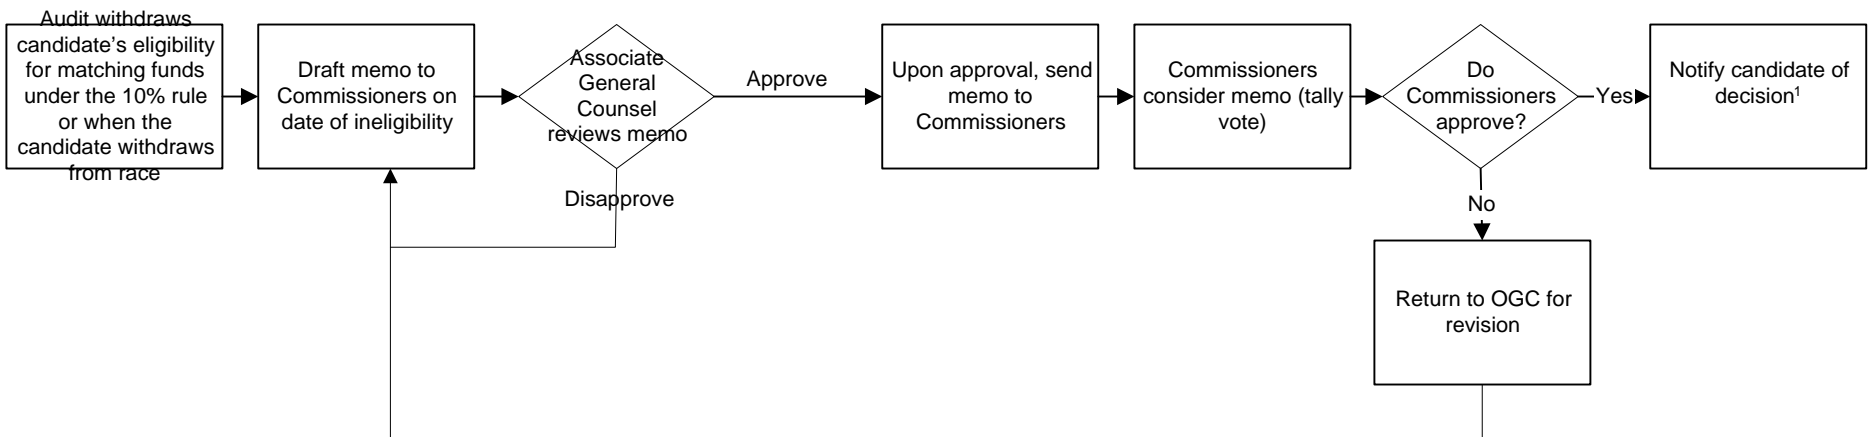 Audit withdraws
candidate’s eligibility
for matching funds
under the 10% rule
or when the
candidate withdraws
from race
Draft memo to
Commissioners on
date of ineligibility
Associate
General
Counsel
reviews memo
Approve
Disapprove
Upon approval, send
memo to
Commissioners
Commissioners
consider memo (tally
vote)
Do
Commissioners
approve?
Yes
No
Notify candidate of
decision¹
Return to OGC for
revision